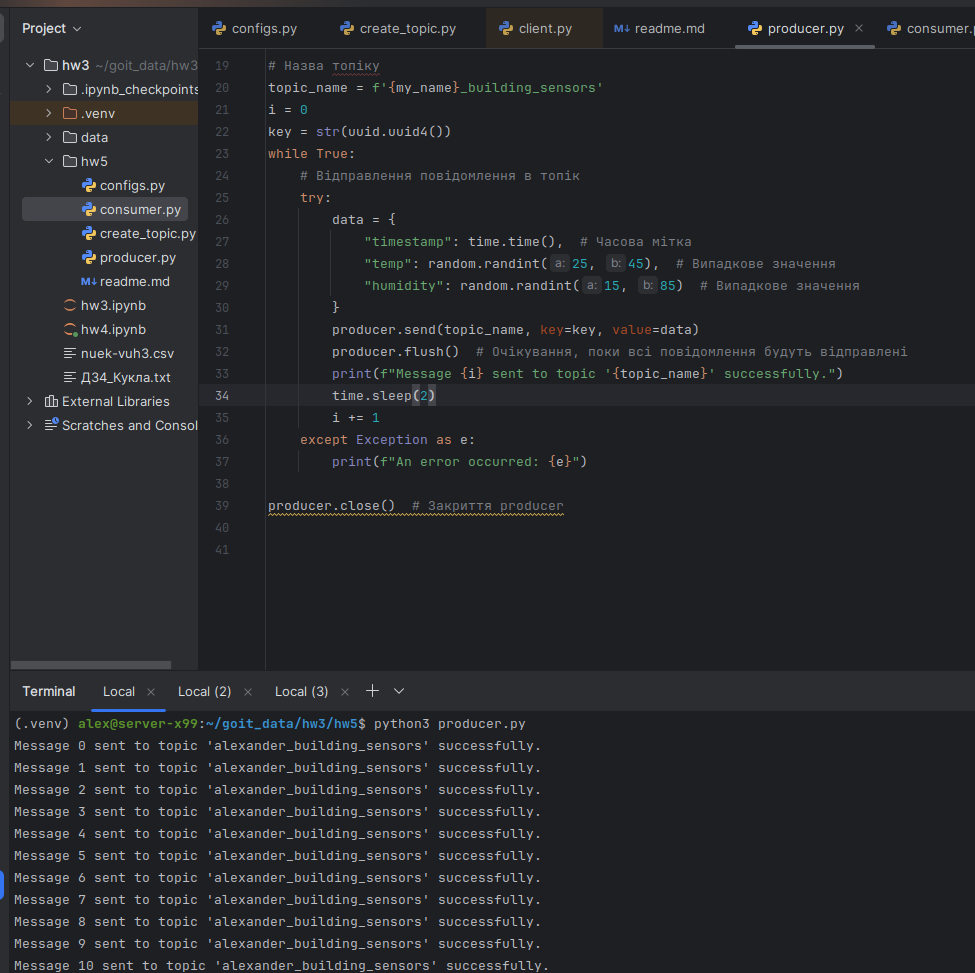 Project
configs.py
create_topic.py
client.py
M↓ readme.md
producer.py
consumer.p
hw3 ~/goit_data/hw3
.ipynb_checkpoints
.venv
data
hw5
configs.py
consumer.py
create_topic.py
producer.py
M↓ readme.md
hw3.ipynb
hw4.ipynb
nuek-vuh3.csv
ДЗ4_Кукла.txt
External Libraries
Scratches and Consol
19 # Назва топіку
20 topic_name = f'{my_name}_building_sensors'
21 i = 0
22 key = str(uuid.uuid4())
23 while True:
24 # Відправлення повідомлення в топік
25 try:
26 data = {
27 "timestamp": time.time(), # Часова мітка
28 "temp": random.randint( a: 25, b: 45), # Випадкове значення
29 "humidity": random.randint( a: 15, b: 85) # Випадкове значення
30 }
31 producer.send(topic_name, key=key, value=data)
32 producer.flush() # Очікування, поки всі повідомлення будуть відправлені
33 print(f"Message {i} sent to topic '{topic_name}' successfully.")
34 time.sleep(2)
35 i += 1
36 except Exception as e:
37 print(f"An error occurred: {e}")
38
39 producer.close() # Закриття producer
40
41
Terminal
Local
Local (2)
Local (3)
(.venv) alex@server-x99:~/goit_data/hw3/hw5$ python3 producer.py
Message 0 sent to topic 'alexander_building_sensors' successfully.
Message 1 sent to topic 'alexander_building_sensors' successfully.
Message 2 sent to topic 'alexander_building_sensors' successfully.
Message 3 sent to topic 'alexander_building_sensors' successfully.
Message 4 sent to topic 'alexander_building_sensors' successfully.
Message 5 sent to topic 'alexander_building_sensors' successfully.
Message 6 sent to topic 'alexander_building_sensors' successfully.
Message 7 sent to topic 'alexander_building_sensors' successfully.
Message 8 sent to topic 'alexander_building_sensors' successfully.
Message 9 sent to topic 'alexander_building_sensors' successfully.
Message 10 sent to topic 'alexander_building_sensors' successfully.